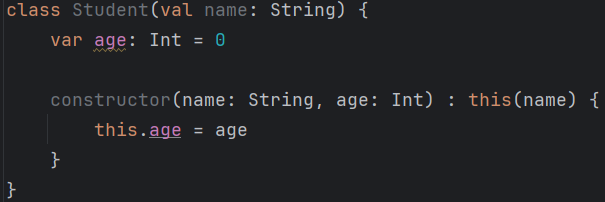 class Student(val name: String) {
    var age: Int = 0

    constructor(name: String, age: Int) : this(name) {
        this.age = age
    }
}